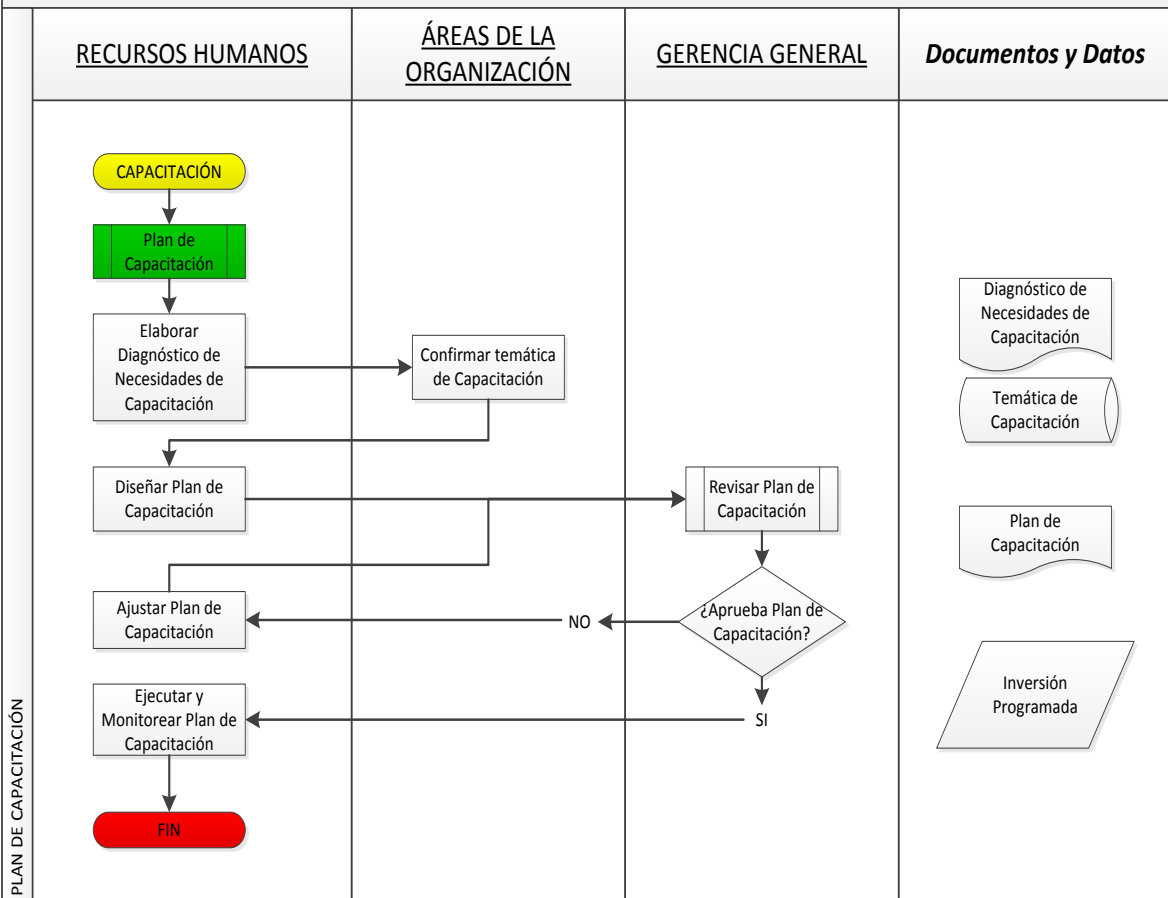 RECURSOS HUMANOS
ÁREAS DE LA
ORGANIZACIÓN
GERENCIA GENERAL
Documentos y Datos
CAPACITACIÓN
Plan de
Capacitación
Elaborar
Diagnóstico de
Necesidades de
Capacitación
Confirmar temática
de Capacitación
Diagnóstico de
Necesidades de
Capacitación
Temática de
Capacitación
Diseñar Plan de
Capacitación
Revisar Plan de
Capacitación
Plan de
Capacitación
Ajustar Plan de
Capacitación
NO
¿Aprueba Plan de
Capacitación?
Ejecutar y
Monitorear Plan de
Capacitación
SI
Inversión
Programada
FIN
PLAN DE CAPACITACIÓN